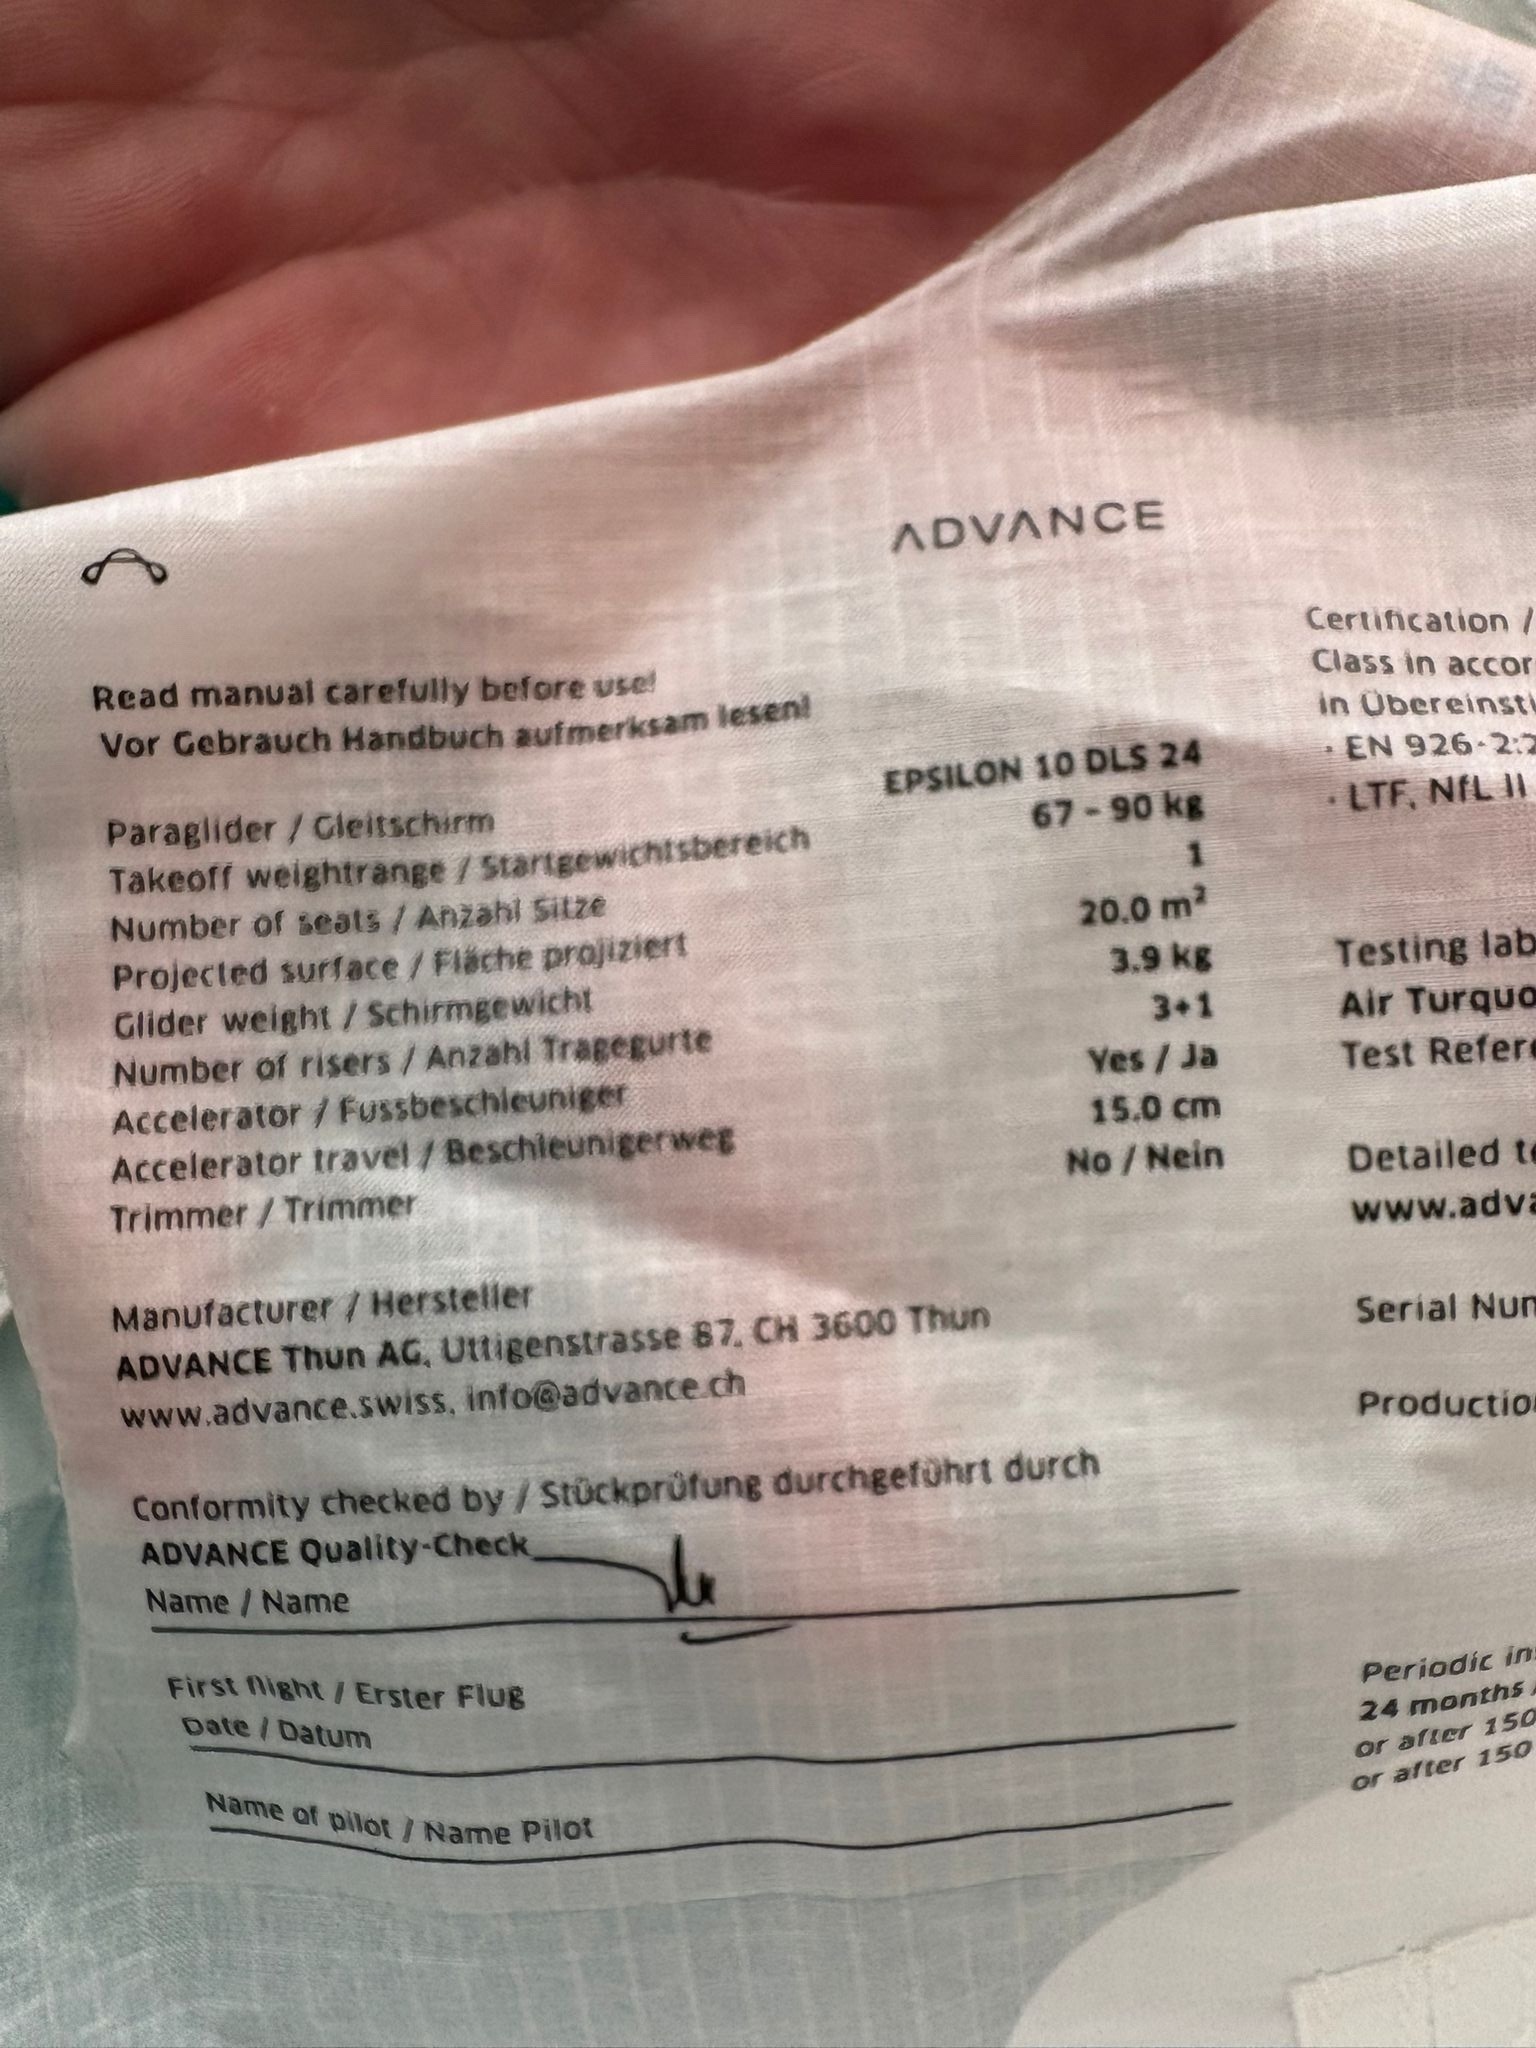 ADVANCE
Read manual carefully before use!
Vor Gebrauch Handbuch aufmerksam lesen!
Paraglider / Gleitschirm EPSILON 10 DLS 24
Takeoff weightrange / Startgewichtsbereich 67 - 90 kg
Number of seats / Anzahl Sitze 1
Projected surface / Fläche projiziert 20.0 m²
Glider weight / Schirmgewicht 3.9 kg
Number of risers / Anzahl Tragegurte 3+1
Accelerator / Fussbeschleuniger Yes / Ja
Accelerator travel / Beschleunigerweg 15.0 cm
Trimmer / Trimmer No / Nein
Manufacturer / Hersteller
ADVANCE Thun AG, Uttigenstrasse 87, CH 3600 Thun
www.advance.swiss, info@advance.ch
Conformity checked by / Stückprüfung durchgeführt durch
ADVANCE Quality-Check
Name / Name
First flight / Erster Flug
Date / Datum
Name of pilot / Name Pilot
Certification /
Class in accor
in Übereinsti
· EN 926-2:2
· LTF, NfL II
Testing lab
Air Turquo
Test Refere
Detailed te
www.adva
Serial Num
Productio
Periodic in
24 months /
or after 150
or after 150